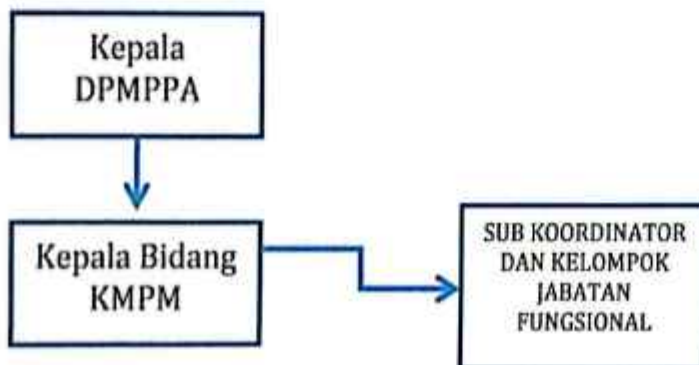 Kepala
DPMPPA
Kepala Bidang
KMPM
SUB KOORDINATOR
DAN KELOMPOK
JABATAN
FUNGSIONAL